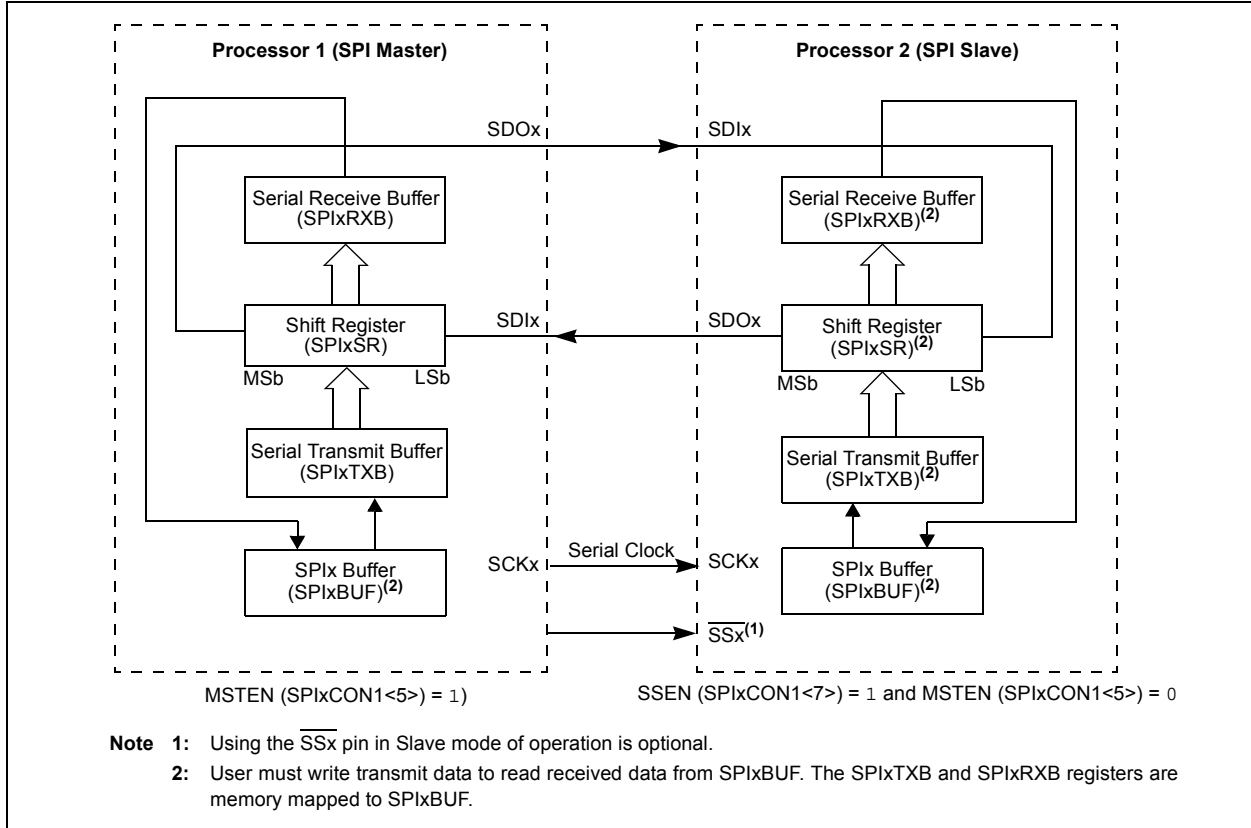 Processor 1 (SPI Master)
Processor 2 (SPI Slave)
SDOx
SDIx
Serial Receive Buffer
(SPIxRXB)
Serial Receive Buffer
(SPIxRXB)(2)
Shift Register
(SPIxSR)
SDIx
SDOx
Shift Register
(SPIxSR)(2)
MSb
LSb
MSb
LSb
Serial Transmit Buffer
(SPIxTXB)
Serial Transmit Buffer
(SPIxTXB)(2)
SPIx Buffer
(SPIxBUF)(2)
SCKx
Serial Clock
SCKx
SPIx Buffer
(SPIxBUF)(2)
SSx(1)
MSTEN (SPIxCON1<5>) = 1)
SSEN (SPIxCON1<7>) = 1 and MSTEN (SPIxCON1<5>) = 0
Note 1: Using the SSx pin in Slave mode of operation is optional.
2: User must write transmit data to read received data from SPIxBUF. The SPIxTXB and SPIxRXB registers are
memory mapped to SPIxBUF.